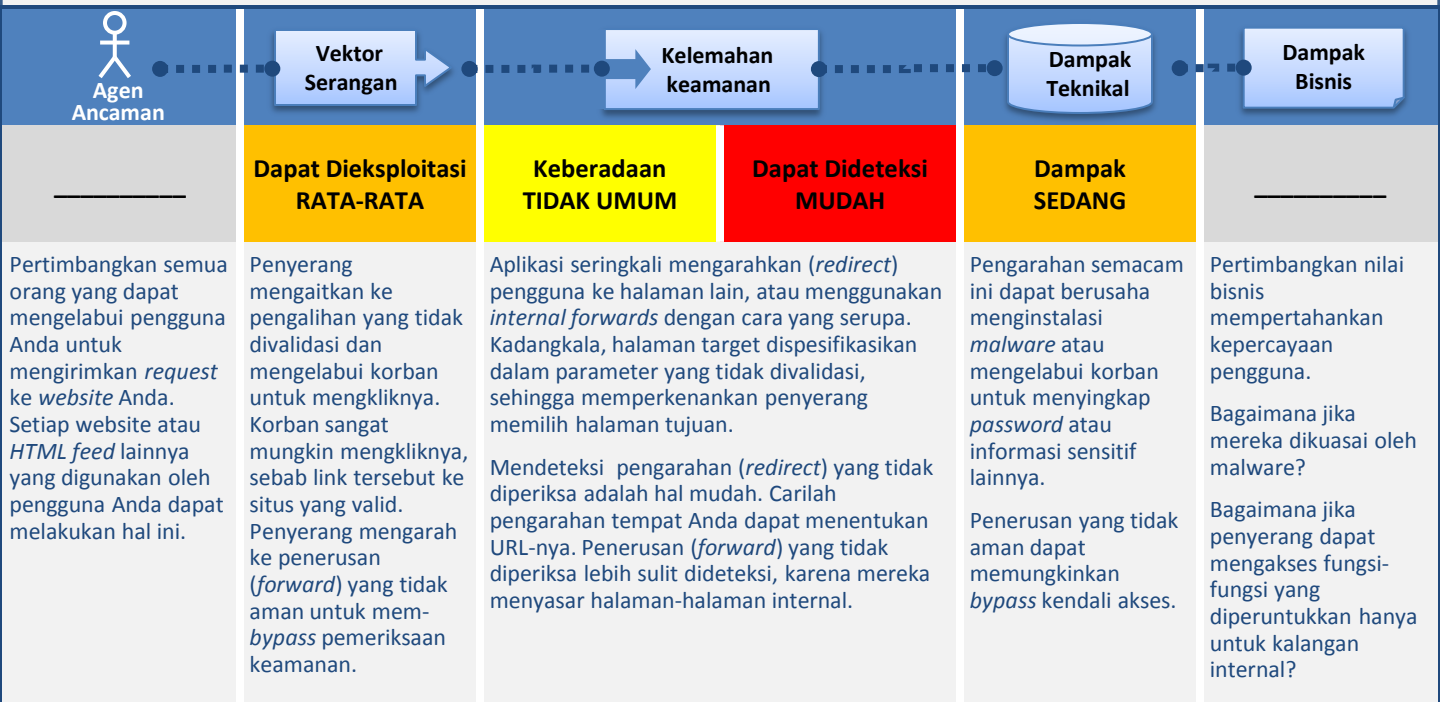 Agen
Ancaman
Vektor
Serangan
Kelemahan
keamanan
Dampak
Teknikal
Dampak
Bisnis
__________
Dapat Dieksploitasi
RATA-RATA
Keberadaan
TIDAK UMUM
Dapat Dideteksi
MUDAH
Dampak
SEDANG
__________
Pertimbangkan semua
orang yang dapat
mengelabui pengguna
Anda untuk
mengirimkan request
ke website Anda.
Setiap website atau
HTML feed lainnya
yang digunakan oleh
pengguna Anda dapat
melakukan hal ini.
Penyerang
mengaitkan ke
pengalihan yang tidak
divalidasi dan
mengelabui korban
untuk mengkliknya.
Korban sangat
mungkin mengkliknya,
sebab link tersebut ke
situs yang valid.
Penyerang mengarah
ke penerusan
(forward) yang tidak
aman untuk mem-
bypass pemeriksaan
keamanan.
Aplikasi seringkali mengarahkan (redirect)
pengguna ke halaman lain, atau menggunakan
internal forwards dengan cara yang serupa.
Kadangkala, halaman target dispesifikasikan
dalam parameter yang tidak divalidasi,
sehingga memperkenankan penyerang
memilih halaman tujuan.
Mendeteksi pengarahan (redirect) yang tidak
diperiksa adalah hal mudah. Carilah
pengarahan tempat Anda dapat menentukan
URL-nya. Penerusan (forward) yang tidak
diperiksa lebih sulit dideteksi, karena mereka
menyasar halaman-halaman internal.
Pengarahan semacam
ini dapat berusaha
menginstalasi
malware atau
mengelabui korban
untuk menyingkap
password atau
informasi sensitif
lainnya.
Penerusan yang tidak
aman dapat
memungkinkan
bypass kendali akses.
Pertimbangkan nilai
bisnis
mempertahankan
kepercayaan
pengguna.
Bagaimana jika
mereka dikuasai oleh
malware?
Bagaimana jika
penyerang dapat
mengakses fungsi-
fungsi yang
diperuntukkan hanya
untuk kalangan
internal?